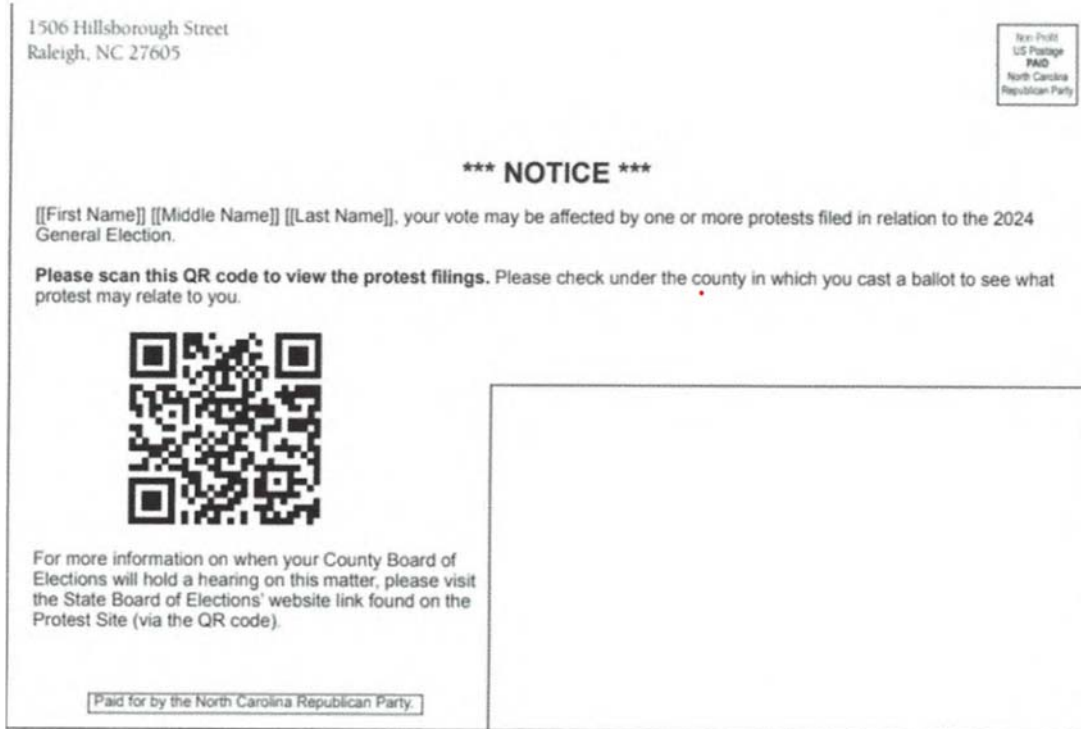 1506 Hillsborough Street
Raleigh, NC 27605
Non-Profit
US Postage
PAID
North Carolina
Republican Party
*** NOTICE ***
[[First Name]] [[Middle Name]] [[Last Name]], your vote may be affected by one or more protests filed in relation to the 2024
General Election.
Please scan this QR code to view the protest filings. Please check under the county in which you cast a ballot to see what
protest may relate to you.
For more information on when your County Board of
Elections will hold a hearing on this matter, please visit
the State Board of Elections' website link found on the
Protest Site (via the QR code).
Paid for by the North Carolina Republican Party.